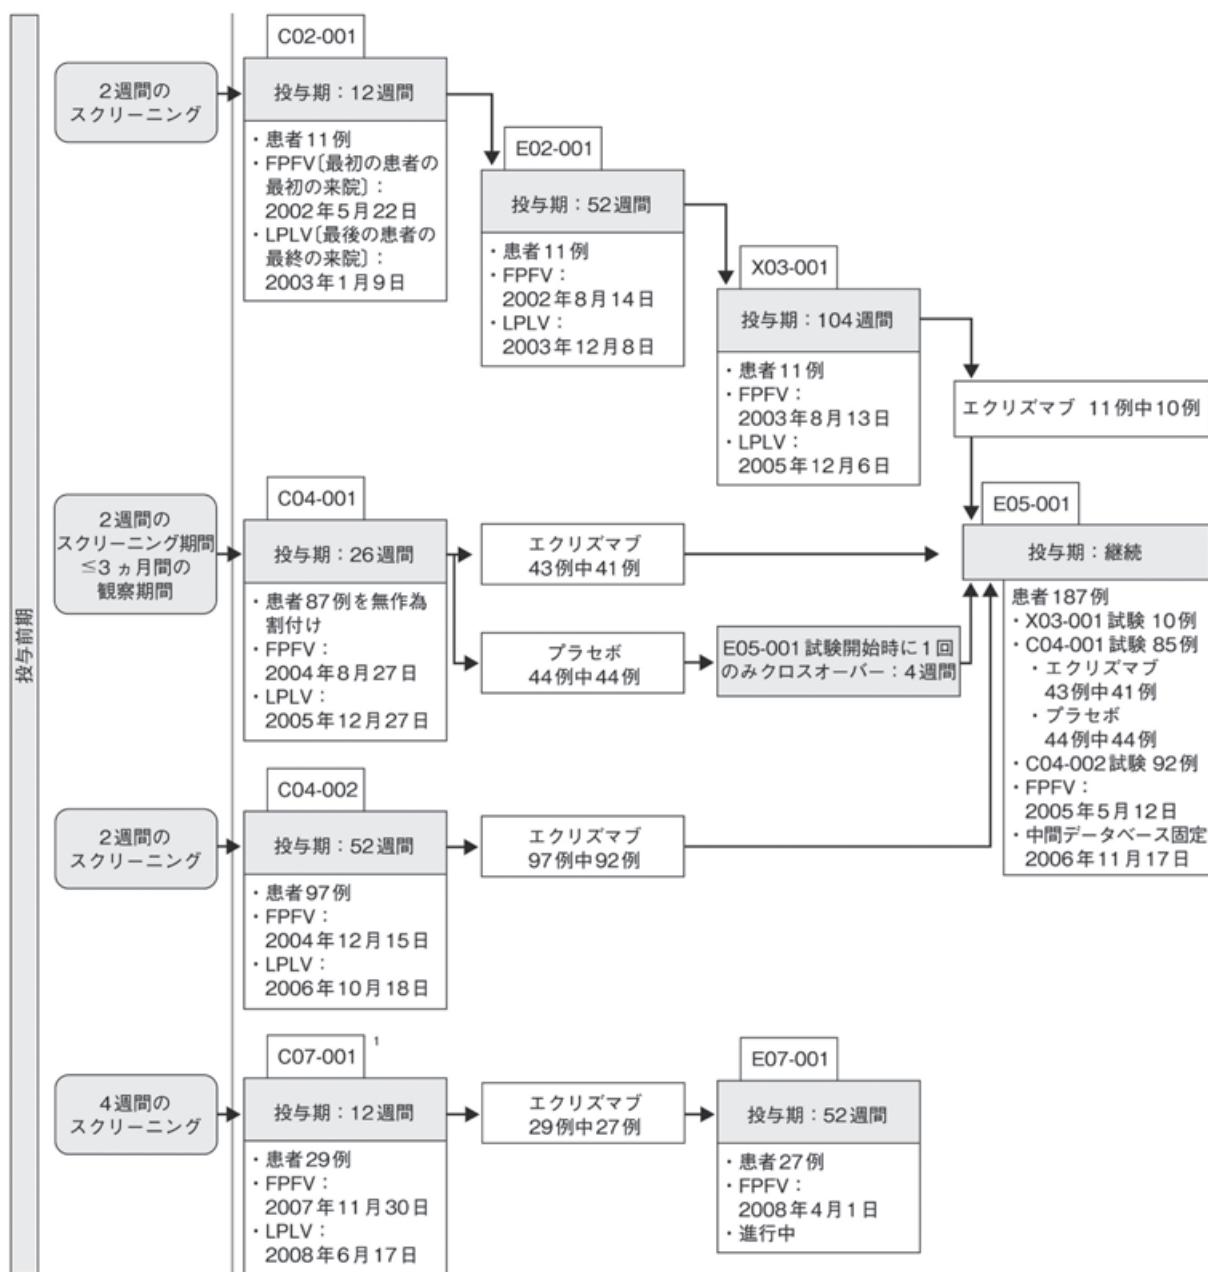 投与前期
2週間の
スクリーニング
C02-001
投与期：12週間
・患者11例
・FPFV〔最初の患者の
最初の来院〕：
2002年5月22日
・LPLV〔最後の患者の
最終の来院〕：
2003年1月9日
E02-001
投与期：52週間
・患者11例
・FPFV：
2002年8月14日
・LPLV：
2003年12月8日
X03-001
投与期：104週間
・患者11例
・FPFV：
2003年8月13日
・LPLV：
2005年12月6日
エクリズマブ 11例中10例
2週間の
スクリーニング期間
≦3ヵ月間の
観察期間
C04-001
投与期：26週間
・患者87例を無作為
割付け
・FPFV：
2004年8月27日
・LPLV：
2005年12月27日
エクリズマブ
43例中41例
プラセボ
44例中44例
E05-001試験開始時に1回
のみクロスオーバー：4週間
E05-001
投与期：継続
患者187例
・X03-001試験 10例
・C04-001試験 85例
・エクリズマブ
43例中41例
・プラセボ
44例中44例
・C04-002試験 92例
・FPFV：
2005年5月12日
・中間データベース固定
2006年11月17日
2週間の
スクリーニング
C04-002
投与期：52週間
・患者97例
・FPFV：
2004年12月15日
・LPLV：
2006年10月18日
エクリズマブ
97例中92例
4週間の
スクリーニング
C07-001 1
投与期：12週間
・患者29例
・FPFV：
2007年11月30日
・LPLV：
2008年6月17日
エクリズマブ
29例中27例
E07-001
投与期：52週間
・患者27例
・FPFV：
2008年4月1日
・進行中